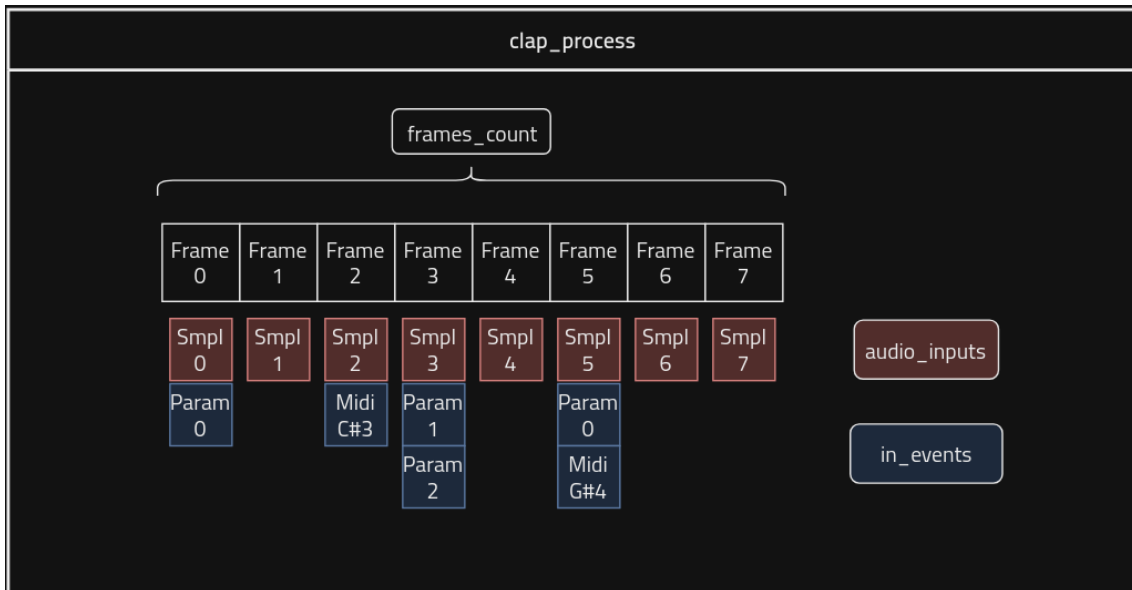 clap_process
frames_count
Frame Frame Frame Frame Frame Frame Frame Frame
0 1 2 3 4 5 6 7
Smpl Smpl Smpl Smpl Smpl Smpl Smpl Smpl
0 1 2 3 4 5 6 7
audio_inputs
Param Midi Param Param
0 C#3 1 0
in_events
Param Midi
2 G#4